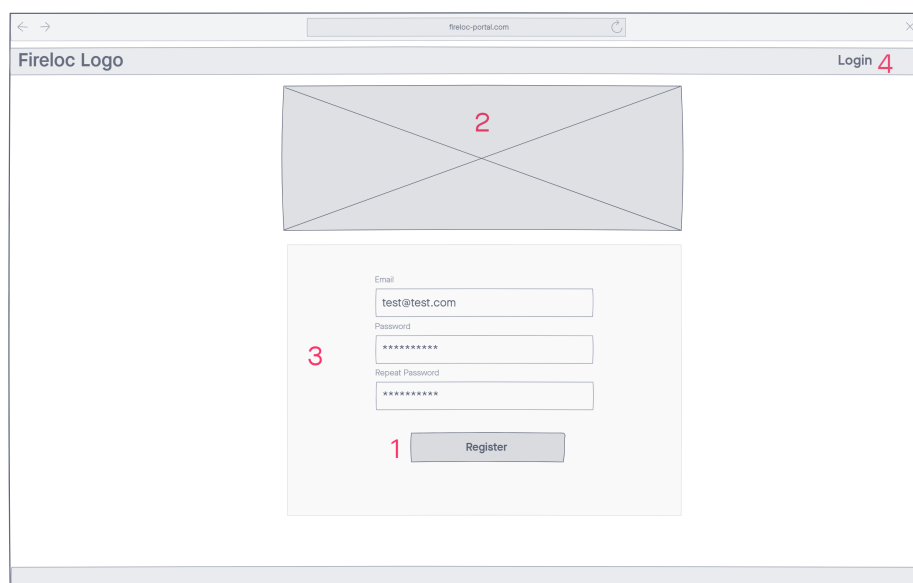 fireloc-portal.com
Fireloc Logo
Login 4
2
Email
test@test.com
Password
**********
3
Repeat Password
**********
1 Register